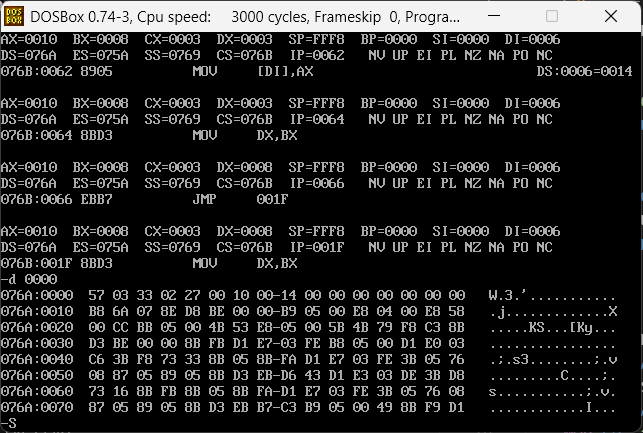 DOS BOX DOSBox 0.74-3, Cpu speed: 3000 cycles, Frameskip 0, Progra...
AX=0010 BX=0008 CX=0003 DX=0003 SP=FFF8 BP=0000 SI=0000 DI=0006
DS=076A ES=075A SS=0769 CS=076B IP=0062 NV UP EI PL NZ NA PO NC
076B:0062 8905 MOV [DI],AX DS:0006=0014
AX=0010 BX=0008 CX=0003 DX=0003 SP=FFF8 BP=0000 SI=0000 DI=0006
DS=076A ES=075A SS=0769 CS=076B IP=0064 NV UP EI PL NZ NA PO NC
076B:0064 8BD3 MOV DX,BX
AX=0010 BX=0008 CX=0003 DX=0008 SP=FFF8 BP=0000 SI=0000 DI=0006
DS=076A ES=075A SS=0769 CS=076B IP=0066 NV UP EI PL NZ NA PO NC
076B:0066 EBB7 JMP 001F
AX=0010 BX=0008 CX=0003 DX=0008 SP=FFF8 BP=0000 SI=0000 DI=0006
DS=076A ES=075A SS=0769 CS=076B IP=001F NV UP EI PL NZ NA PO NC
076B:001F 8BD3 MOV DX,BX
-d 0000
076A:0000 57 03 33 02 27 00 10 00-14 00 00 00 00 00 00 00 W.3.'...........
076A:0010 B8 6A 07 8E D8 BE 00 00-B9 05 00 E8 04 00 E8 58 .j.............X
076A:0020 00 CC BB 05 00 4B 53 E8-05 00 5B 4B 79 F8 C3 8B .....KS...[Ky...
076A:0030 D3 BE 00 00 8B FB D1 E7-03 FE B8 05 00 D1 E0 03 ................
076A:0040 C6 3B F8 73 33 8B 05 8B-FA D1 E7 03 FE 3B 05 76 .;.s3........;.v
076A:0050 08 87 05 89 05 8B D3 EB-D6 43 D1 E3 03 DE 3B D8 .........C....;.
076A:0060 73 16 8B FB 8B 05 8B FA-D1 E7 03 FE 3B 05 76 08 s...........;.v.
076A:0070 87 05 89 05 8B D3 EB B7-C3 B9 05 00 49 8B F9 D1 ............I...
-S